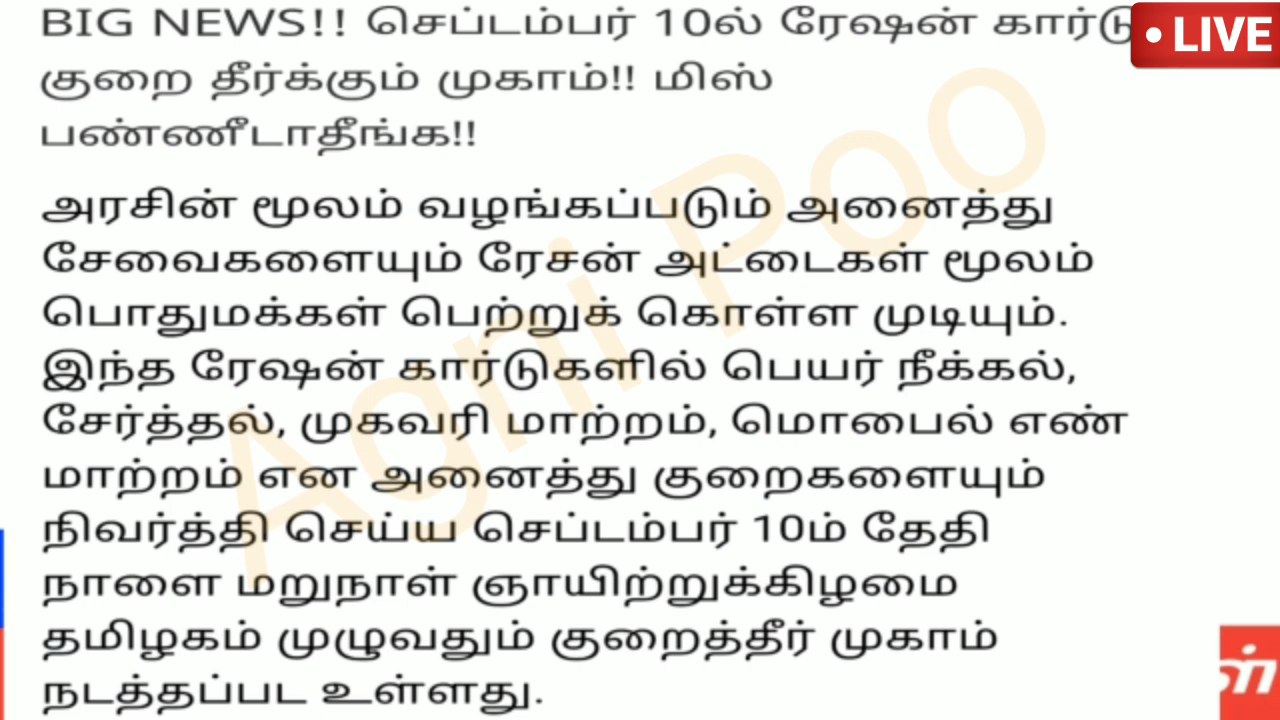 BIG NEWS!! செப்டம்பர் 10ல் ரேஷன் கார்டு
• LIVE
குறை தீர்க்கும் முகாம்!! மிஸ்
பண்ணீடாதீங்க!!
அரசின் மூலம் வழங்கப்படும் அனைத்து
சேவைகளையும் ரேசன் அட்டைகள் மூலம்
பொதுமக்கள் பெற்றுக் கொள்ள முடியும்.
இந்த ரேஷன் கார்டுகளில் பெயர் நீக்கல்,
சேர்த்தல், முகவரி மாற்றம், மொபைல் எண்
மாற்றம் என அனைத்து குறைகளையும்
நிவர்த்தி செய்ய செப்டம்பர் 10ம் தேதி
நாளை மறுநாள் ஞாயிற்றுக்கிழமை
தமிழகம் முழுவதும் குறைத்தீர் முகாம்
நடத்தப்பட உள்ளது.
Agni Poo